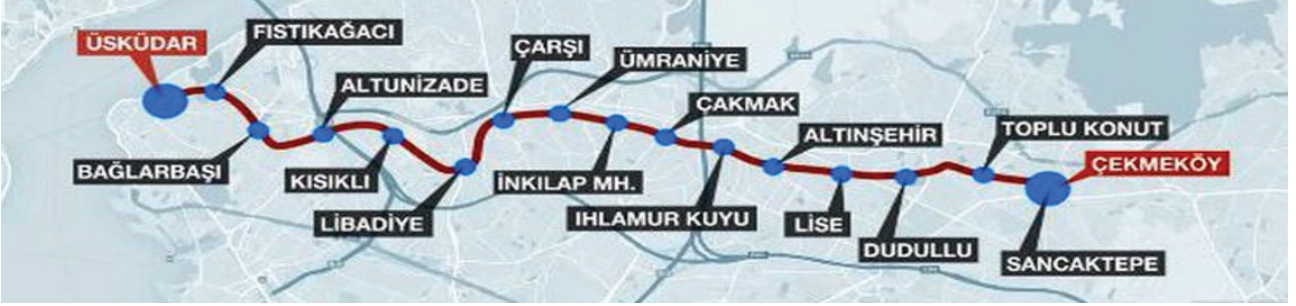 ÜSKÜDAR
FISTIKAĞACI
BAĞLARBAŞI
ALTUNİZADE
KISIKLI
LİBADİYE
ÇARŞI
ÜMRANİYE
İNKILAP MH.
ÇAKMAK
IHLAMUR KUYU
ALTINŞEHİR
LİSE
DUDULLU
TOPLU KONUT
ÇEKMEKÖY
SANCAKTEPE